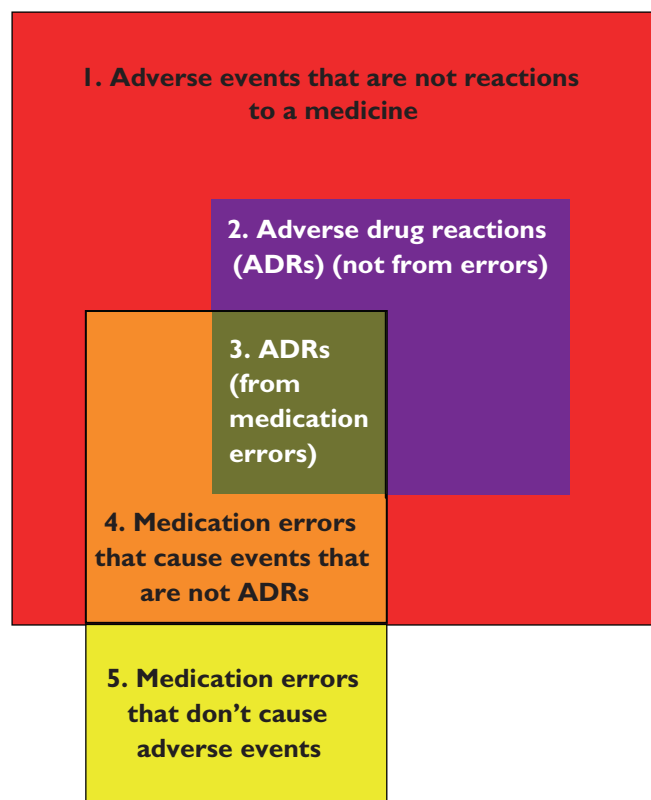 1. Adverse events that are not reactions
to a medicine
2. Adverse drug reactions
(ADRs) (not from errors)
3. ADRs
(from
medication
errors)
4. Medication errors
that cause events that
are not ADRs
5. Medication errors
that don't cause
adverse events